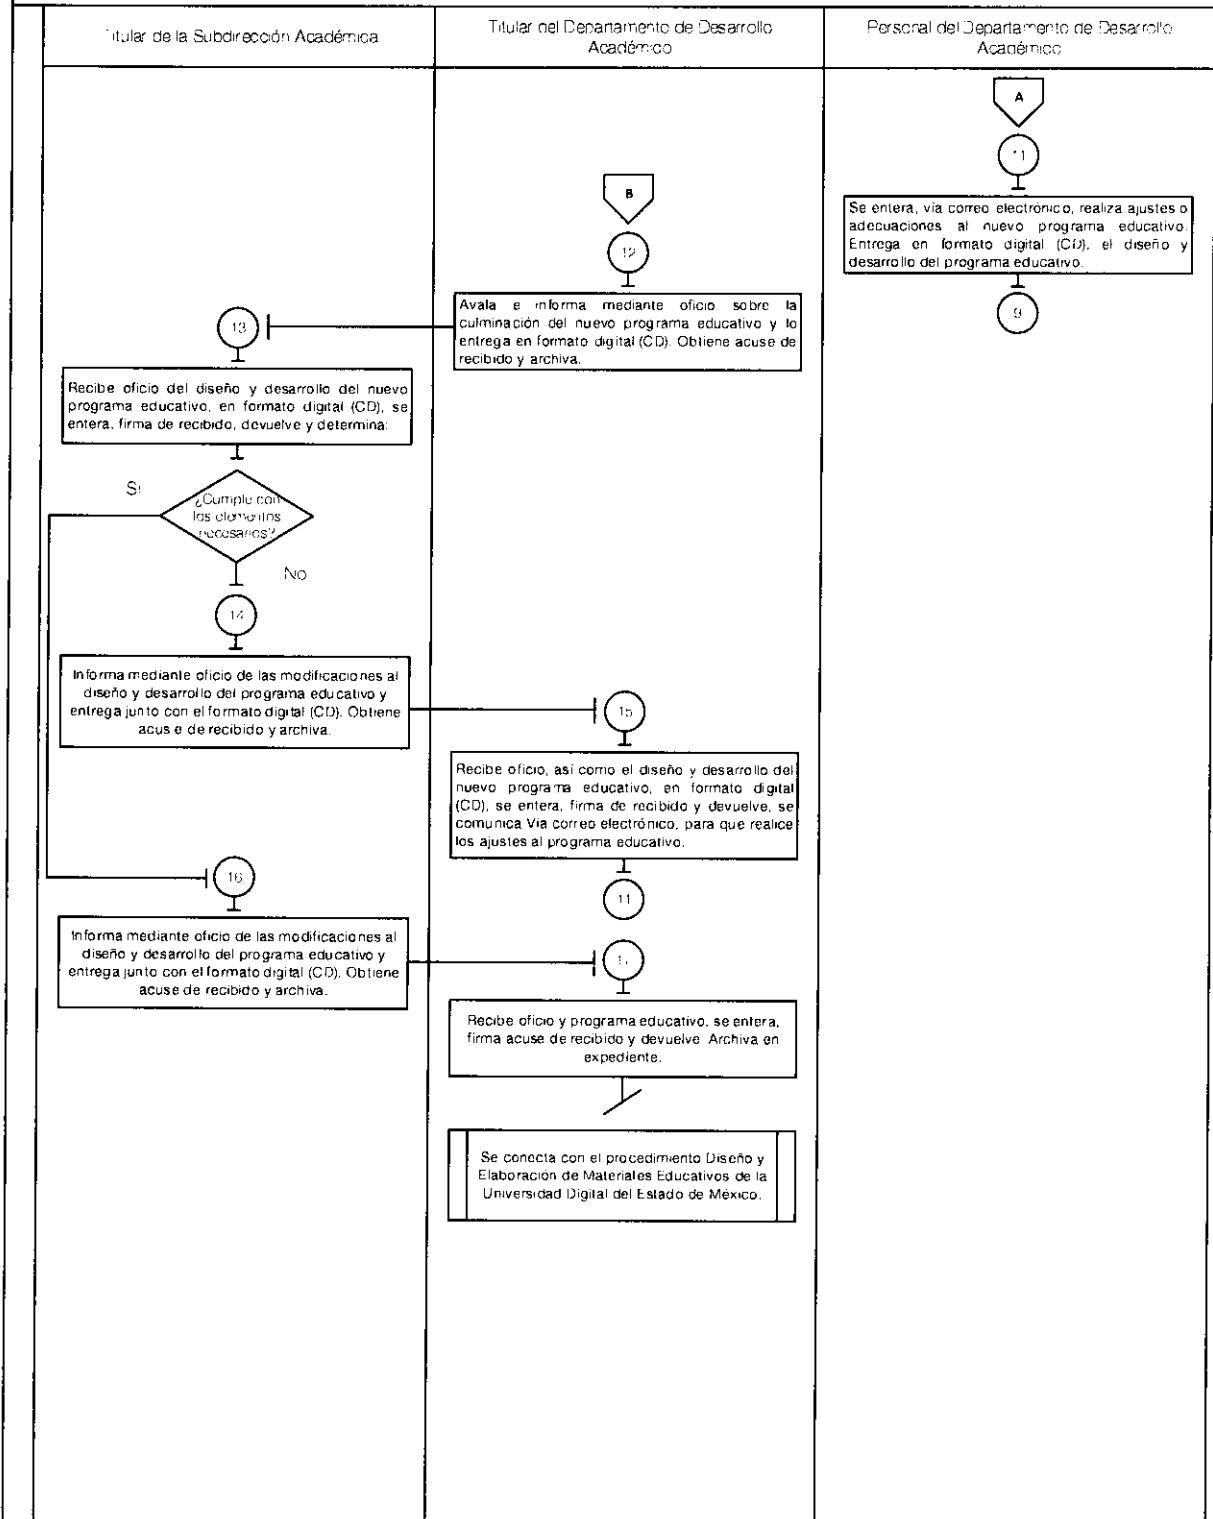 Titular de la Subdirección Académica
Titular del Departamento de Desarrollo
Académico
Personal del Departamento de Desarrollo
Académico
A
11
Se entera, vía correo electrónico, realiza ajustes o
adecuaciones al nuevo programa educativo.
Entrega en formato digital (CD), el diseño y
desarrollo del programa educativo.
9
B
12
Avala e informa mediante oficio sobre la
culminación del nuevo programa educativo y lo
entrega en formato digital (CD). Obtiene acuse de
recibido y archiva.
13
Recibe oficio del diseño y desarrollo del nuevo
programa educativo, en formato digital (CD), se
entera, firma de recibido, devuelve y determina:
¿Cumple con
los elementos
necesarios?
Si
No
14
Informa mediante oficio de las modificaciones al
diseño y desarrollo del programa educativo y
entrega junto con el formato digital (CD). Obtiene
acus e de recibido y archiva.
15
Recibe oficio, así como el diseño y desarrollo del
nuevo programa educativo, en formato digital
(CD), se entera, firma de recibido y devuelve, se
comunica Vía correo electrónico, para que realice
los ajustes al programa educativo.
11
16
Informa mediante oficio de las modificaciones al
diseño y desarrollo del programa educativo y
entrega junto con el formato digital (CD). Obtiene
acuse de recibido y archiva.
17
Recibe oficio y programa educativo, se entera,
firma acuse de recibido y devuelve Archiva en
expediente.
Se conecta con el procedimiento Diseño y
Elaboración de Materiales Educativos de la
Universidad Digital del Estado de México.